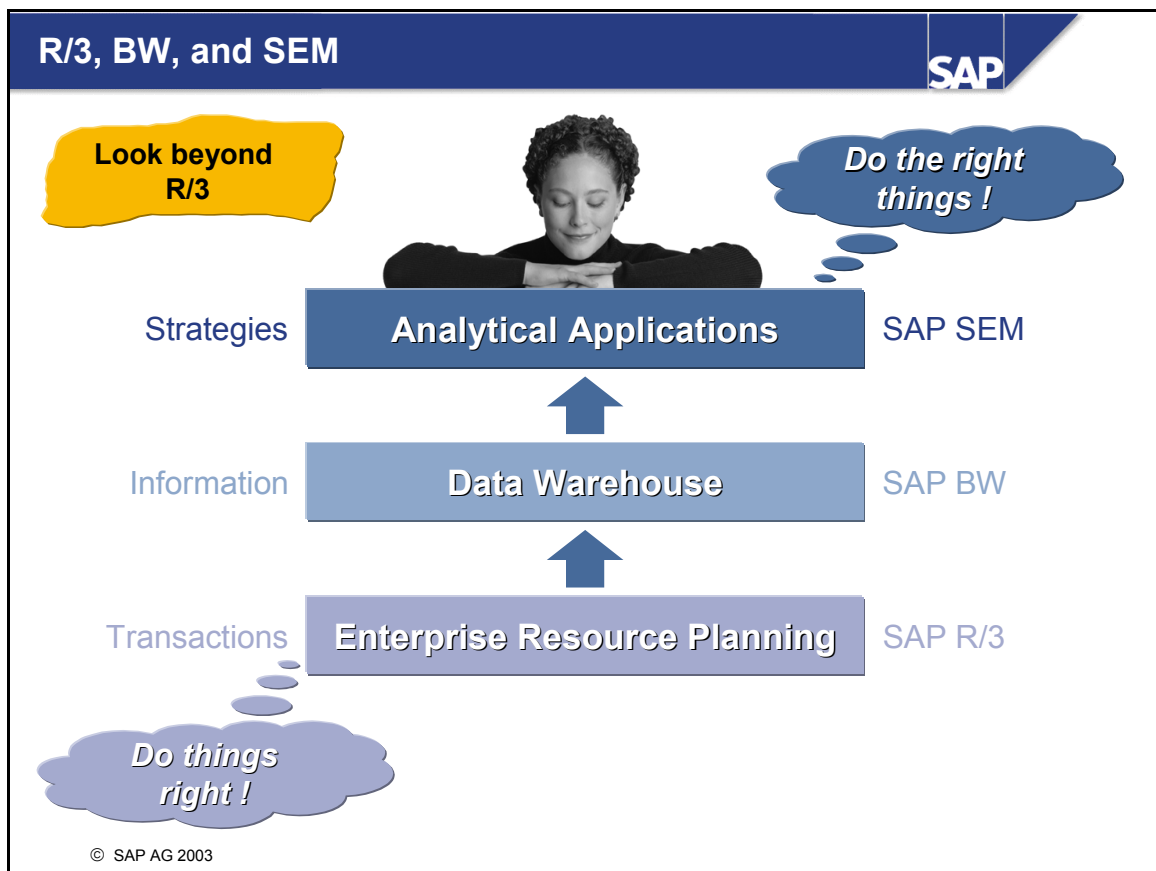 R/3, BW, and SEM
SAP
Look beyond
R/3
Do the right
things !
Strategies
Analytical Applications
SAP SEM
Information
Data Warehouse
SAP BW
Transactions
Enterprise Resource Planning
SAP R/3
Do things
right !
© SAP AG 2003